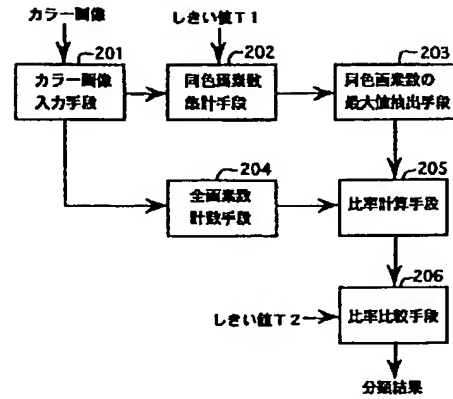 カラー画像
しきい値T1
201
202
203
カラー画像
入力手段
同色画素数
集計手段
同色画素数の
最大値抽出手段
204
205
全画素数
計数手段
比率計算手段
206
しきい値T2
比率比較手段
分類結果